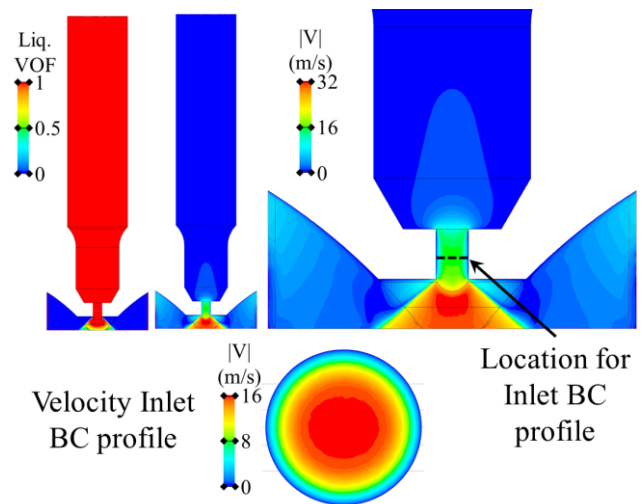 Liq.
VOF
1
0.5
0
|V|
(m/s)
32
16
0
|V|
(m/s)
16
8
0
Velocity Inlet
BC profile
Location for
Inlet BC
profile